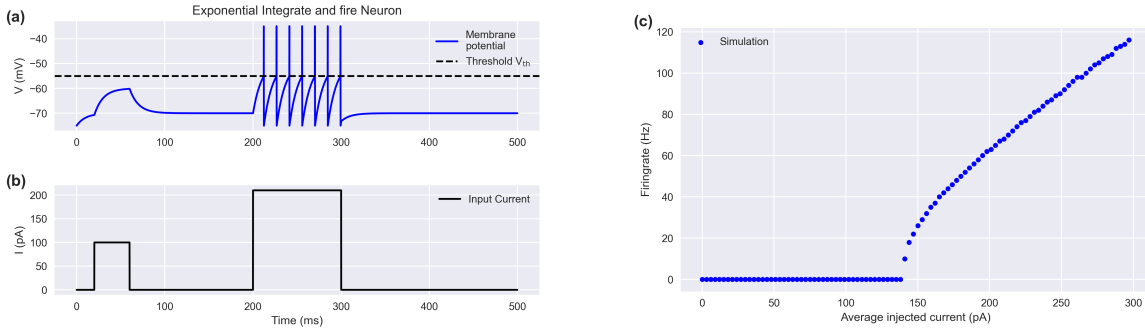 (a)
Exponential Integrate and fire Neuron
V (mV)
−40
−50
−60
−70
Membrane
potential
Threshold Vth
0 100 200 300 400 500
(b)
I (pA)
200
150
100
50
0
Input Current
0 100 200 300 400 500
Time (ms)
(c)
Firingrate (Hz)
120
100
80
60
40
20
0
Simulation
0 50 100 150 200 250 300
Average injected current (pA)